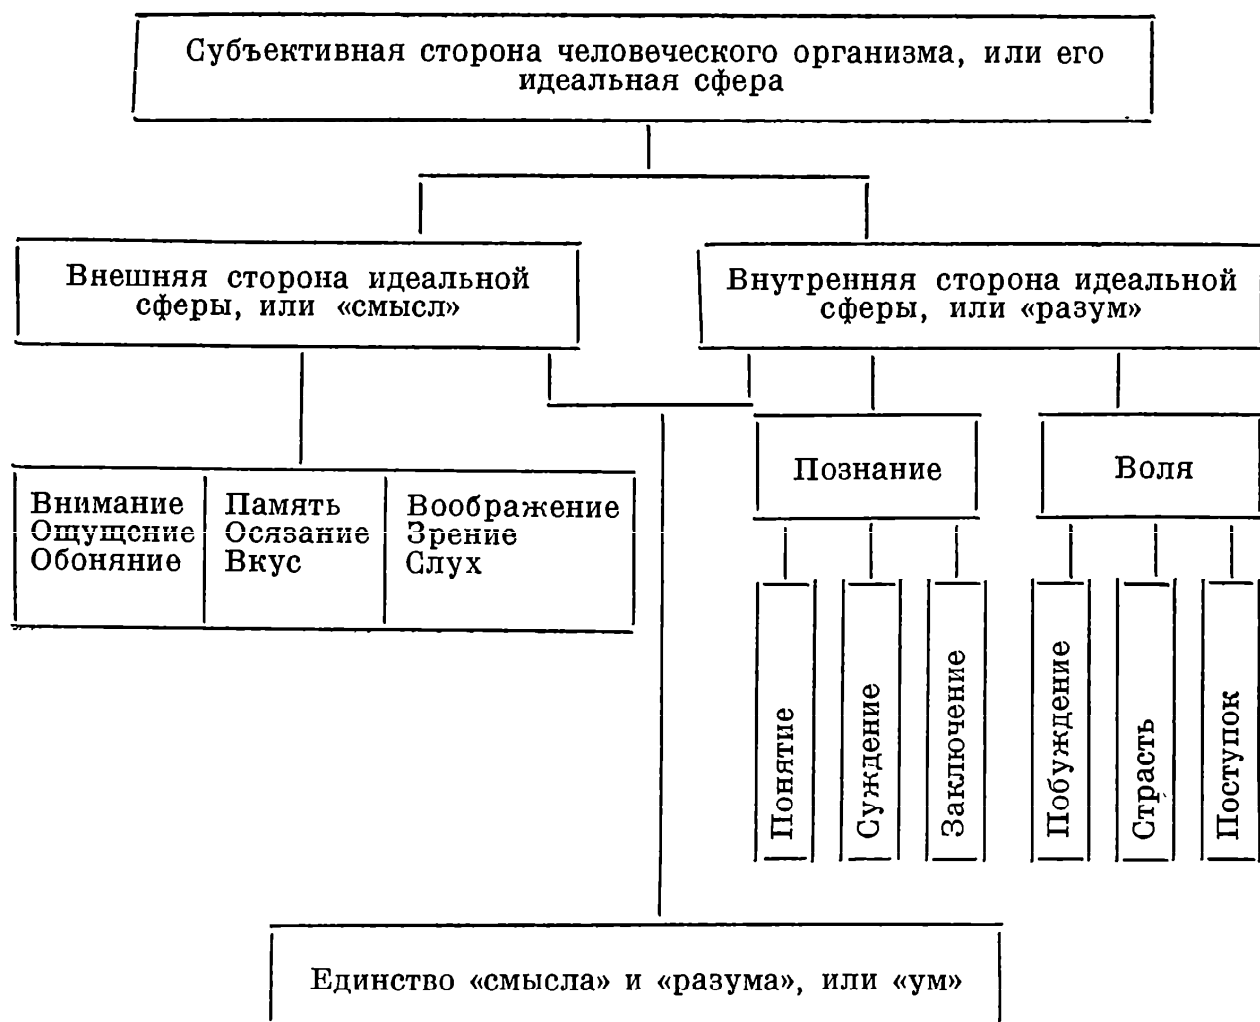 Субъективная сторона человеческого организма, или его
идеальная сфера
Внешняя сторона идеальной
сферы, или «смысл»
Внутренняя сторона идеальной
сферы, или «разум»
Познание
Воля
Внимание
Ощущение
Обоняние
Память
Осязание
Вкус
Воображение
Зрение
Слух
Понятие
Суждение
Заключение
Побуждение
Страсть
Поступок
Единство «смысла» и «разума», или «ум»